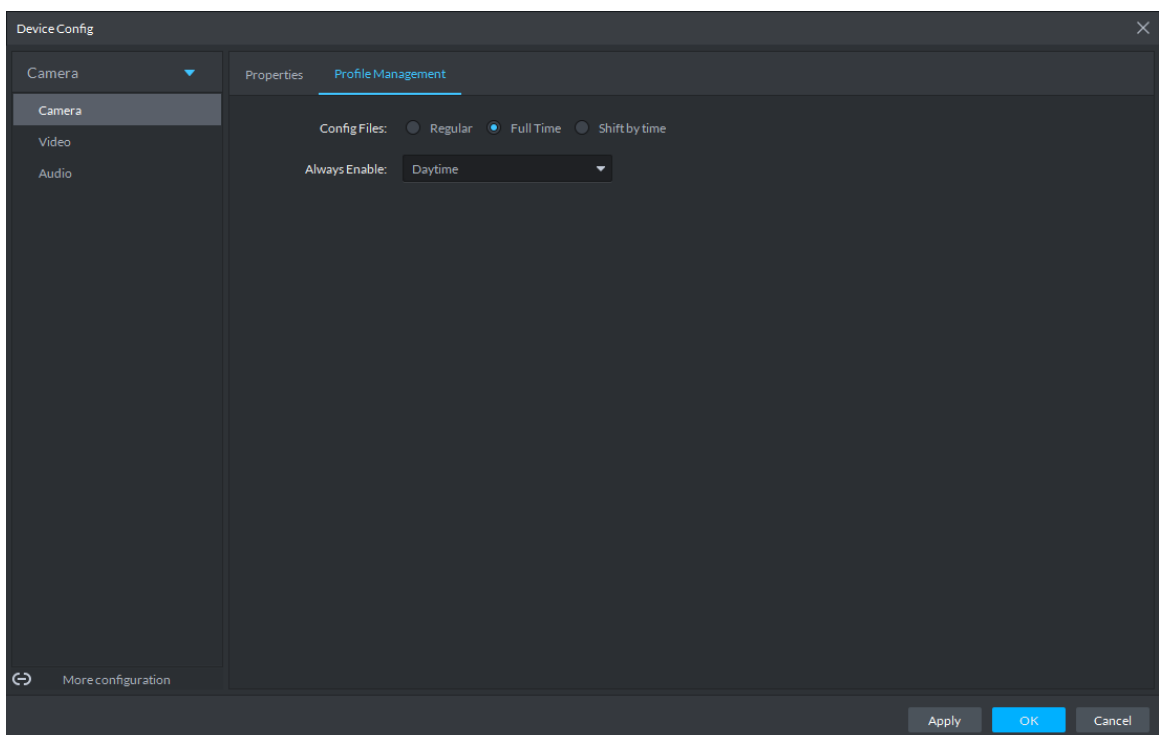 Device Config
Camera
Camera
Video
Audio
More configuration
Properties Profile Management
Config Files: Regular Full Time Shift by time
Always Enable: Daytime
Apply OK Cancel